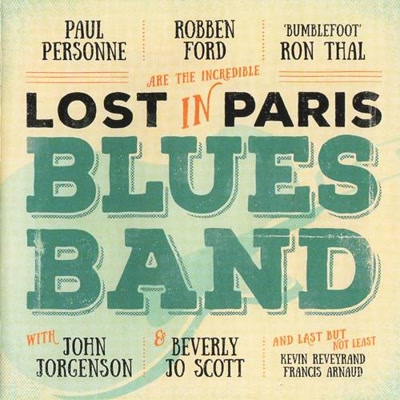 PAUL PERSONNE
ROBBEN FORD
'BUMBLEFOOT' RON THAL
ARE THE INCREDIBLE
LOST IN PARIS
BLUES
BAND
WITH JOHN JORGENSON
& BEVERLY JO SCOTT
AND LAST BUT NOT LEAST
KEVIN REVEYRAND
FRANCIS ARNAUD